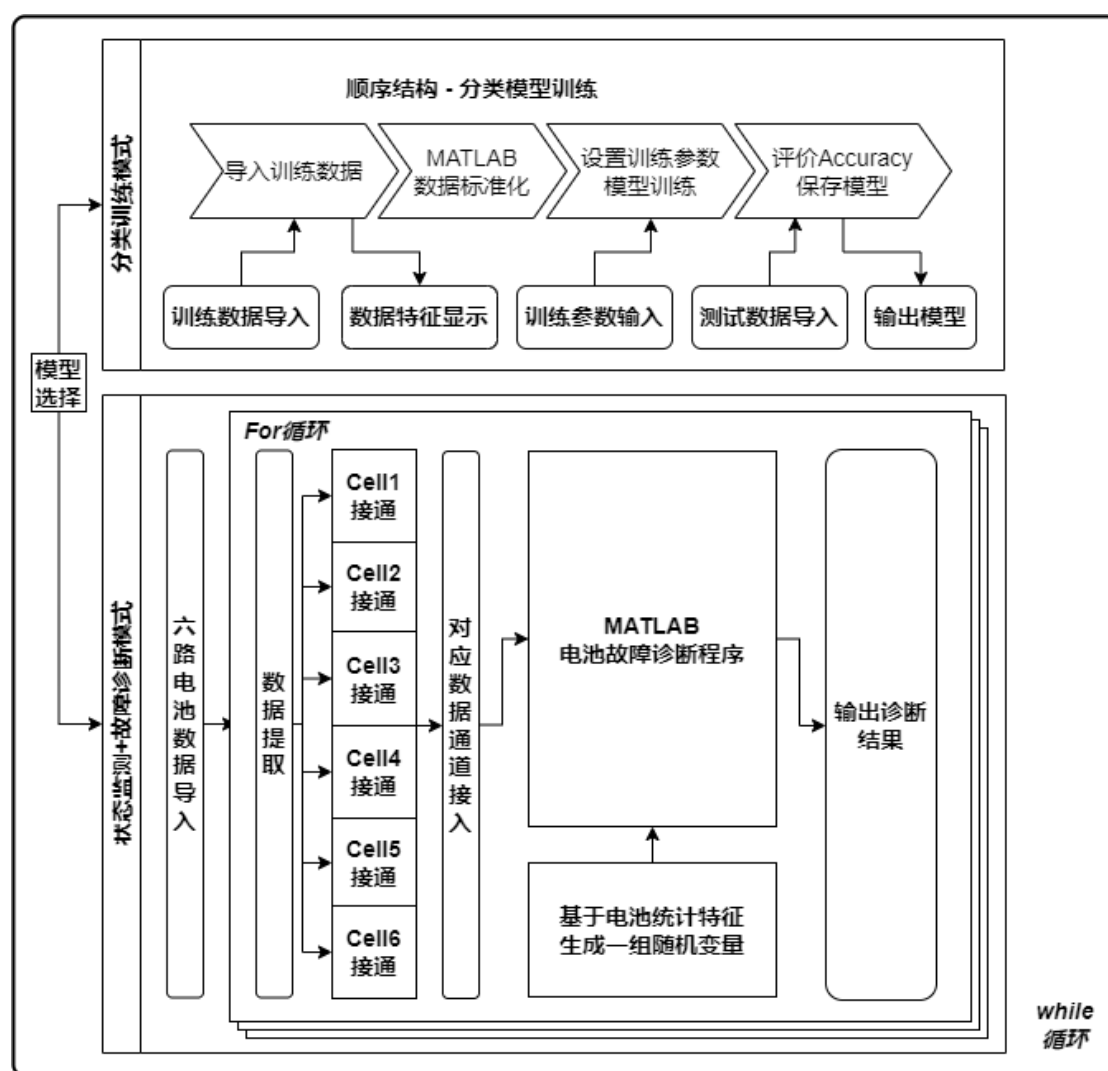 分类训练模式
顺序结构 - 分类模型训练
导入训练数据
MATLAB
数据标准化
设置训练参数
模型训练
评价Accuracy
保存模型
训练数据导入
数据特征显示
训练参数输入
测试数据导入
输出模型
模型
选择
状态监测+故障诊断模式
六路电池数据导入
For循环
数据提取
Cell1
接通
Cell2
接通
Cell3
接通
Cell4
接通
Cell5
接通
Cell6
接通
对应数据通道接入
MATLAB
电池故障诊断程序
基于电池统计特征
生成一组随机变量
输出诊断
结果
while
循环